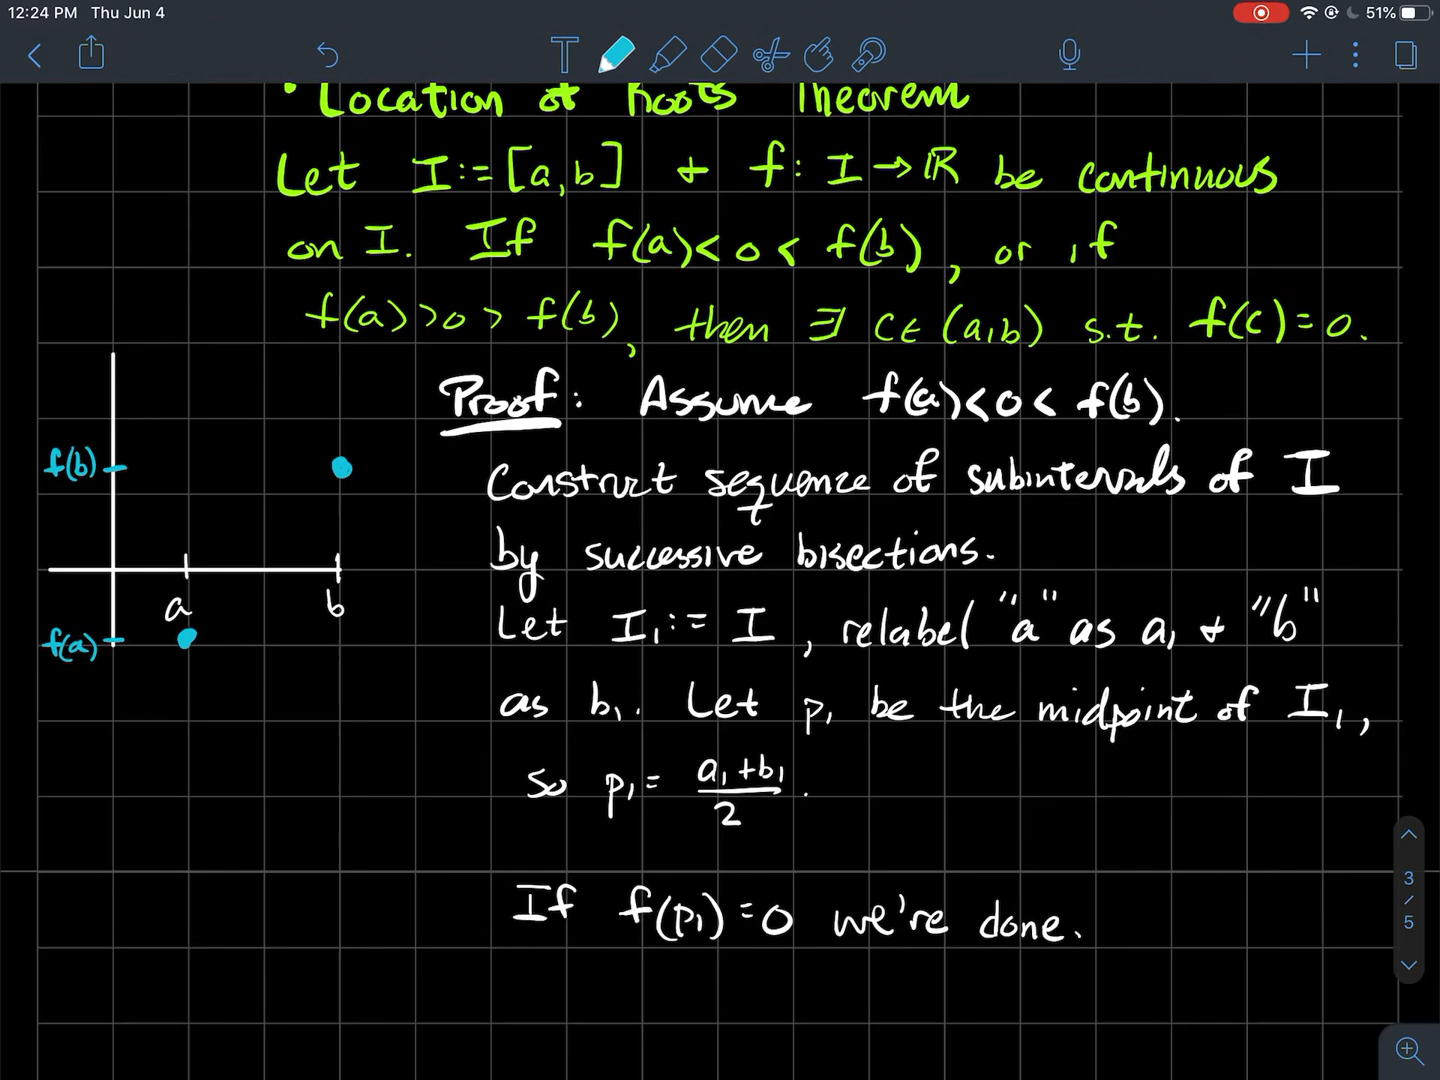 12:24 PM Thu Jun 4
51%
• Location of Roots Theorem
Let I:=[a,b] + f: I→ℝ be continuous
on I. If f(a)<0<f(b), or if
f(a)>0>f(b), then ∃ c∈(a,b) s.t. f(c)=0.
Proof: Assume f(a)<0<f(b).
Construct sequence of subintervals of I
by successive bisections.
Let I₁:=I, relabel "a" as a₁ + "b"
as b₁. Let p₁ be the midpoint of I₁,
so p₁= (a₁+b₁)/2.
If f(p₁)=0 we're done.
f(b)
a b
f(a)
3
/
5